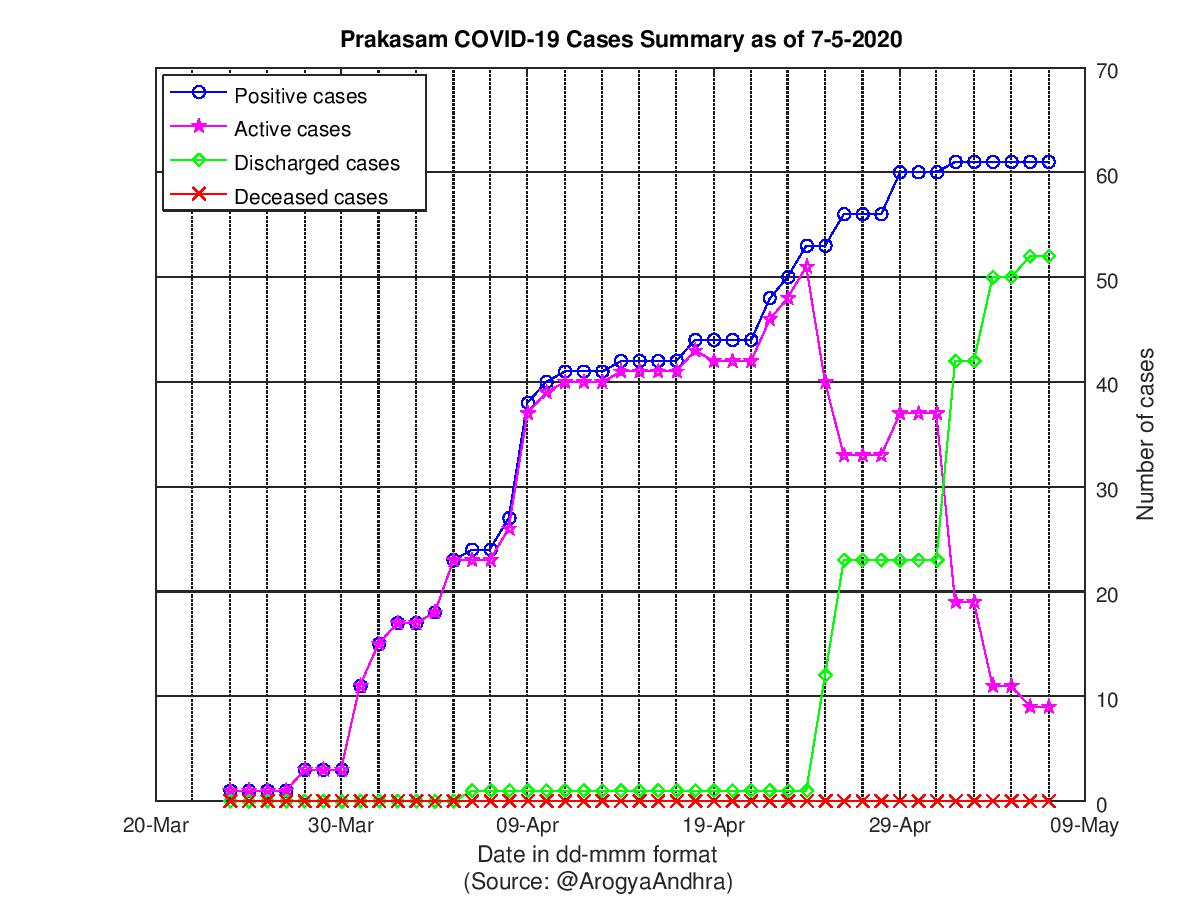 Prakasam COVID-19 Cases Summary as of 7-5-2020
Positive cases
Active cases
Discharged cases
Deceased cases
70
60
50
40
30
20
10
0
Number of cases
20-Mar 30-Mar 09-Apr 19-Apr 29-Apr 09-May
Date in dd-mmm format
(Source: @ArogyaAndhra)